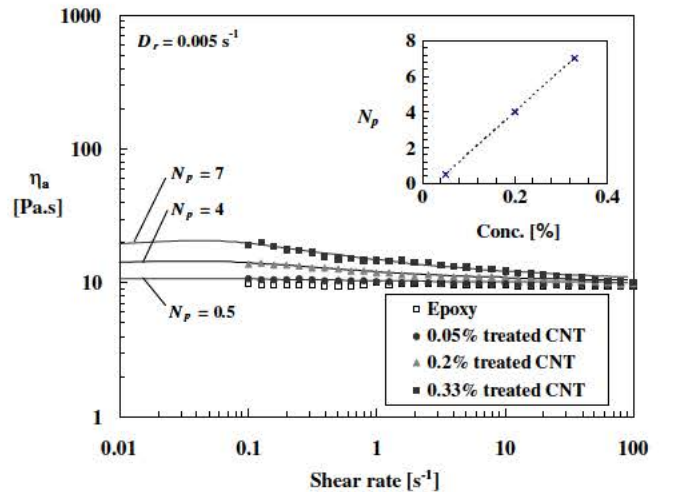 1000
D_r = 0.005 s⁻¹
8
6
N_p
4
2
0
0
0.2
0.4
Conc. [%]
100
η_a
[Pa.s]
N_p = 7
N_p = 4
10
N_p = 0.5
Epoxy
0.05% treated CNT
0.2% treated CNT
0.33% treated CNT
1
0.01
0.1
1
10
100
Shear rate [s⁻¹]